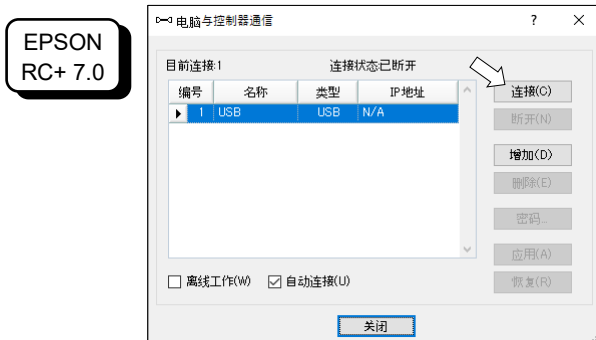 EPSON
RC+ 7.0
电脑与控制器通信
目前连接:1 连接状态已断开
编号 名称 类型 IP地址
1 USB USB N/A
连接(C)
断开(N)
增加(D)
删除(E)
密码...
应用(A)
恢复(R)
离线工作(W) 自动连接(U)
关闭